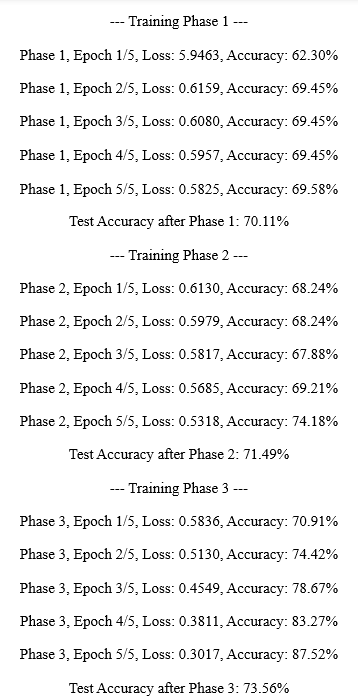 --- Training Phase 1 ---
Phase 1, Epoch 1/5, Loss: 5.9463, Accuracy: 62.30%
Phase 1, Epoch 2/5, Loss: 0.6159, Accuracy: 69.45%
Phase 1, Epoch 3/5, Loss: 0.6080, Accuracy: 69.45%
Phase 1, Epoch 4/5, Loss: 0.5957, Accuracy: 69.45%
Phase 1, Epoch 5/5, Loss: 0.5825, Accuracy: 69.58%
Test Accuracy after Phase 1: 70.11%
--- Training Phase 2 ---
Phase 2, Epoch 1/5, Loss: 0.6130, Accuracy: 68.24%
Phase 2, Epoch 2/5, Loss: 0.5979, Accuracy: 68.24%
Phase 2, Epoch 3/5, Loss: 0.5817, Accuracy: 67.88%
Phase 2, Epoch 4/5, Loss: 0.5685, Accuracy: 69.21%
Phase 2, Epoch 5/5, Loss: 0.5318, Accuracy: 74.18%
Test Accuracy after Phase 2: 71.49%
--- Training Phase 3 ---
Phase 3, Epoch 1/5, Loss: 0.5836, Accuracy: 70.91%
Phase 3, Epoch 2/5, Loss: 0.5130, Accuracy: 74.42%
Phase 3, Epoch 3/5, Loss: 0.4549, Accuracy: 78.67%
Phase 3, Epoch 4/5, Loss: 0.3811, Accuracy: 83.27%
Phase 3, Epoch 5/5, Loss: 0.3017, Accuracy: 87.52%
Test Accuracy after Phase 3: 73.56%